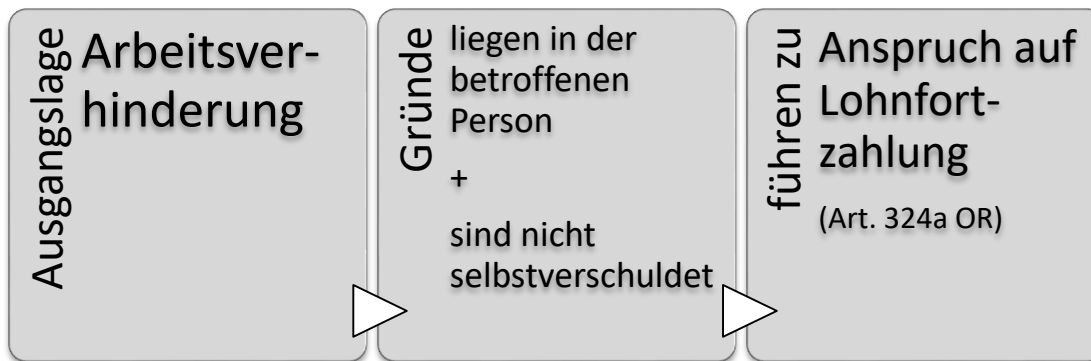 Ausgangslage
Arbeitsver-
hinderung
Gründe
liegen in der
betroffenen
Person
+
sind nicht
selbstverschuldet
führen zu
Anspruch auf
Lohnfort-
zahlung
(Art. 324a OR)